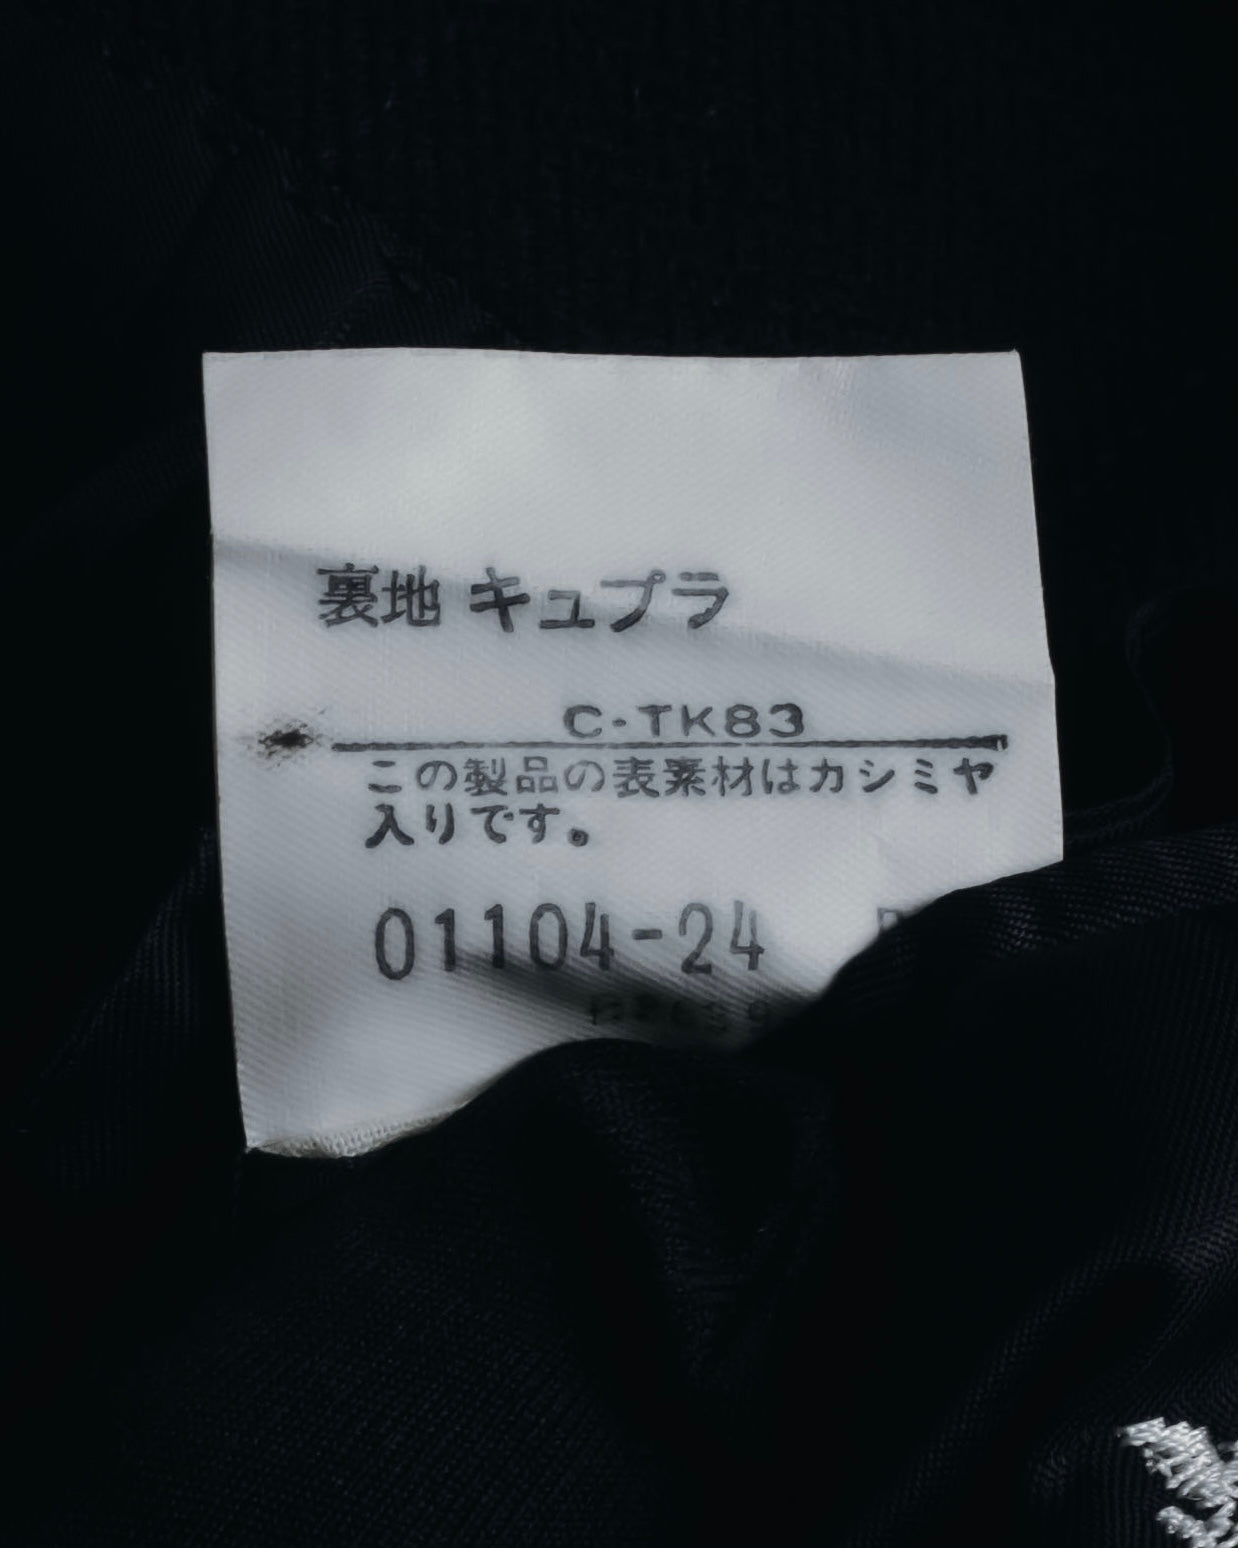 裏地 キュプラ
C-TK83
この製品の表素材はカシミヤ
入りです。
01104-24